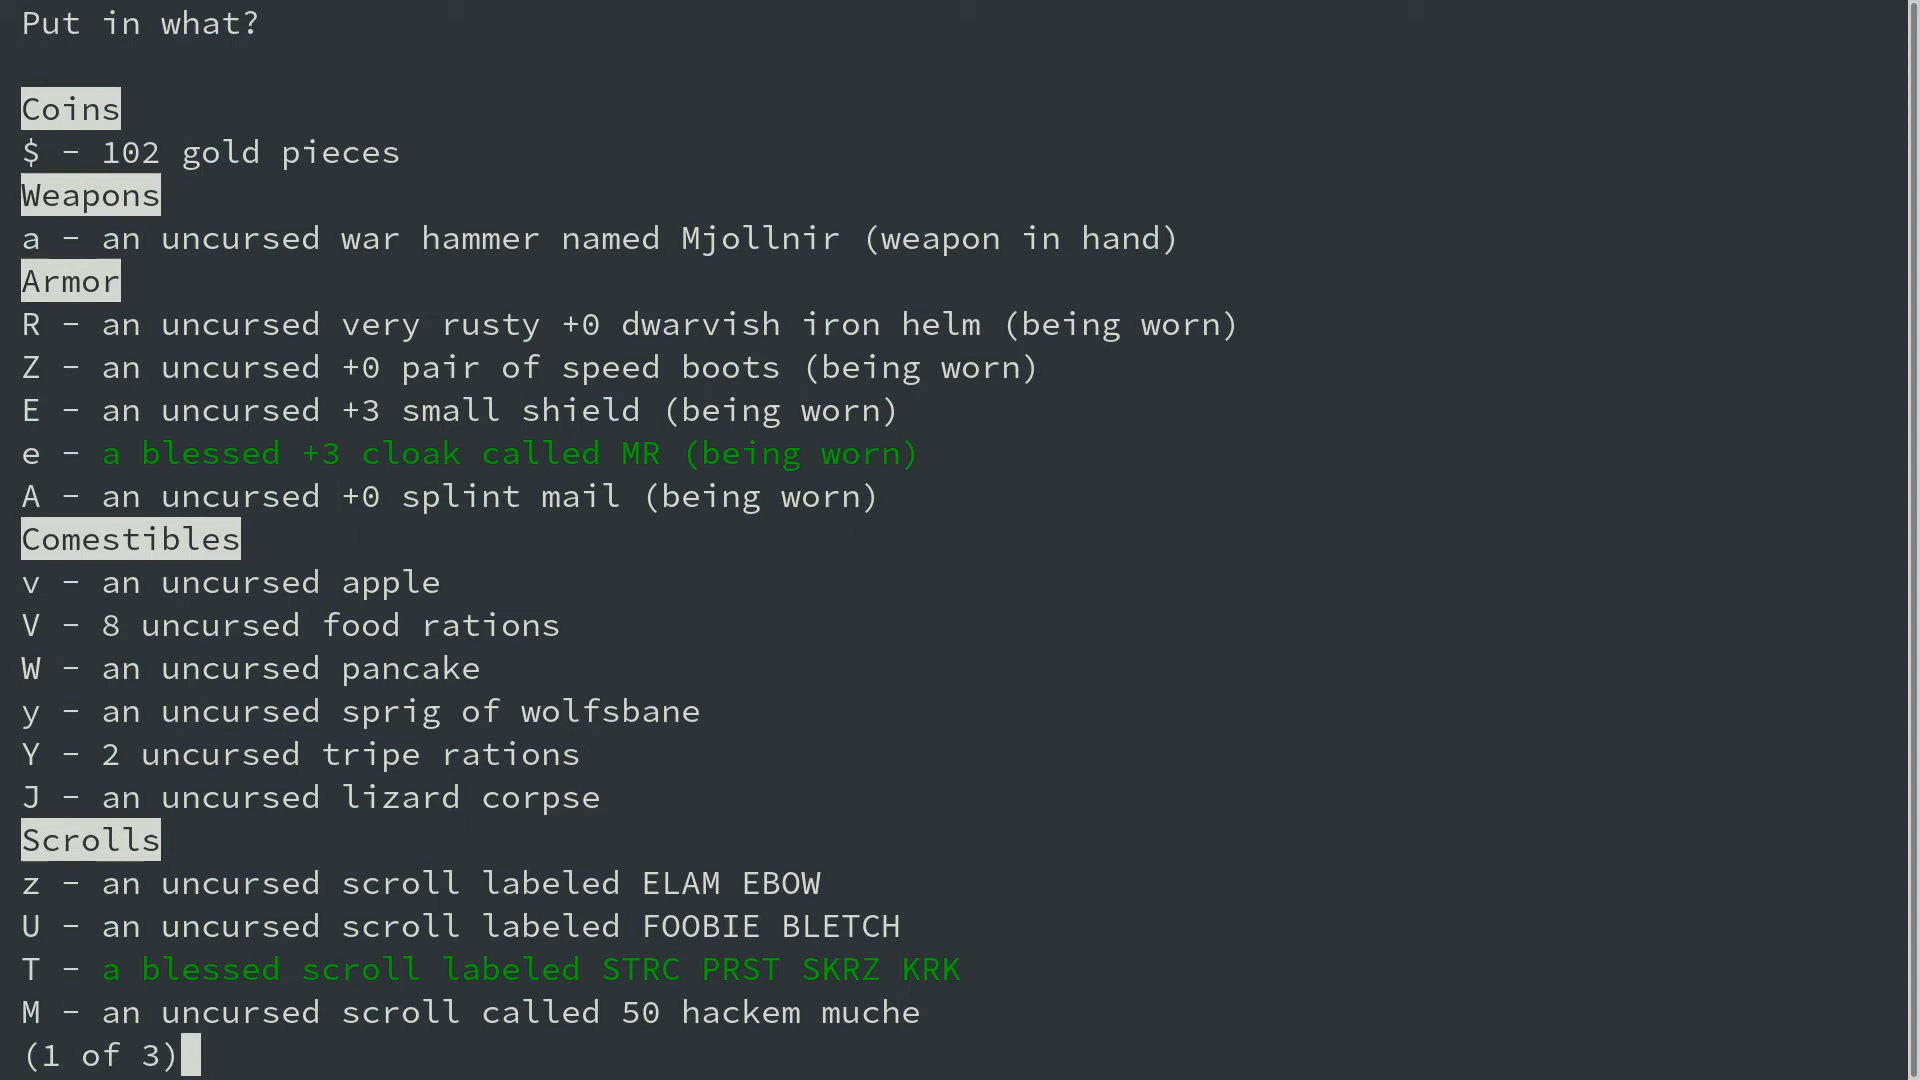 Put in what?
Coins
$ - 102 gold pieces
Weapons
a - an uncursed war hammer named Mjollnir (weapon in hand)
Armor
R - an uncursed very rusty +0 dwarvish iron helm (being worn)
Z - an uncursed +0 pair of speed boots (being worn)
E - an uncursed +3 small shield (being worn)
e - a blessed +3 cloak called MR (being worn)
A - an uncursed +0 splint mail (being worn)
Comestibles
v - an uncursed apple
V - 8 uncursed food rations
W - an uncursed pancake
y - an uncursed sprig of wolfsbane
Y - 2 uncursed tripe rations
J - an uncursed lizard corpse
Scrolls
z - an uncursed scroll labeled ELAM EBOW
U - an uncursed scroll labeled FOOBIE BLETCH
T - a blessed scroll labeled STRC PRST SKRZ KRK
M - an uncursed scroll called 50 hackem muche
(1 of 3)